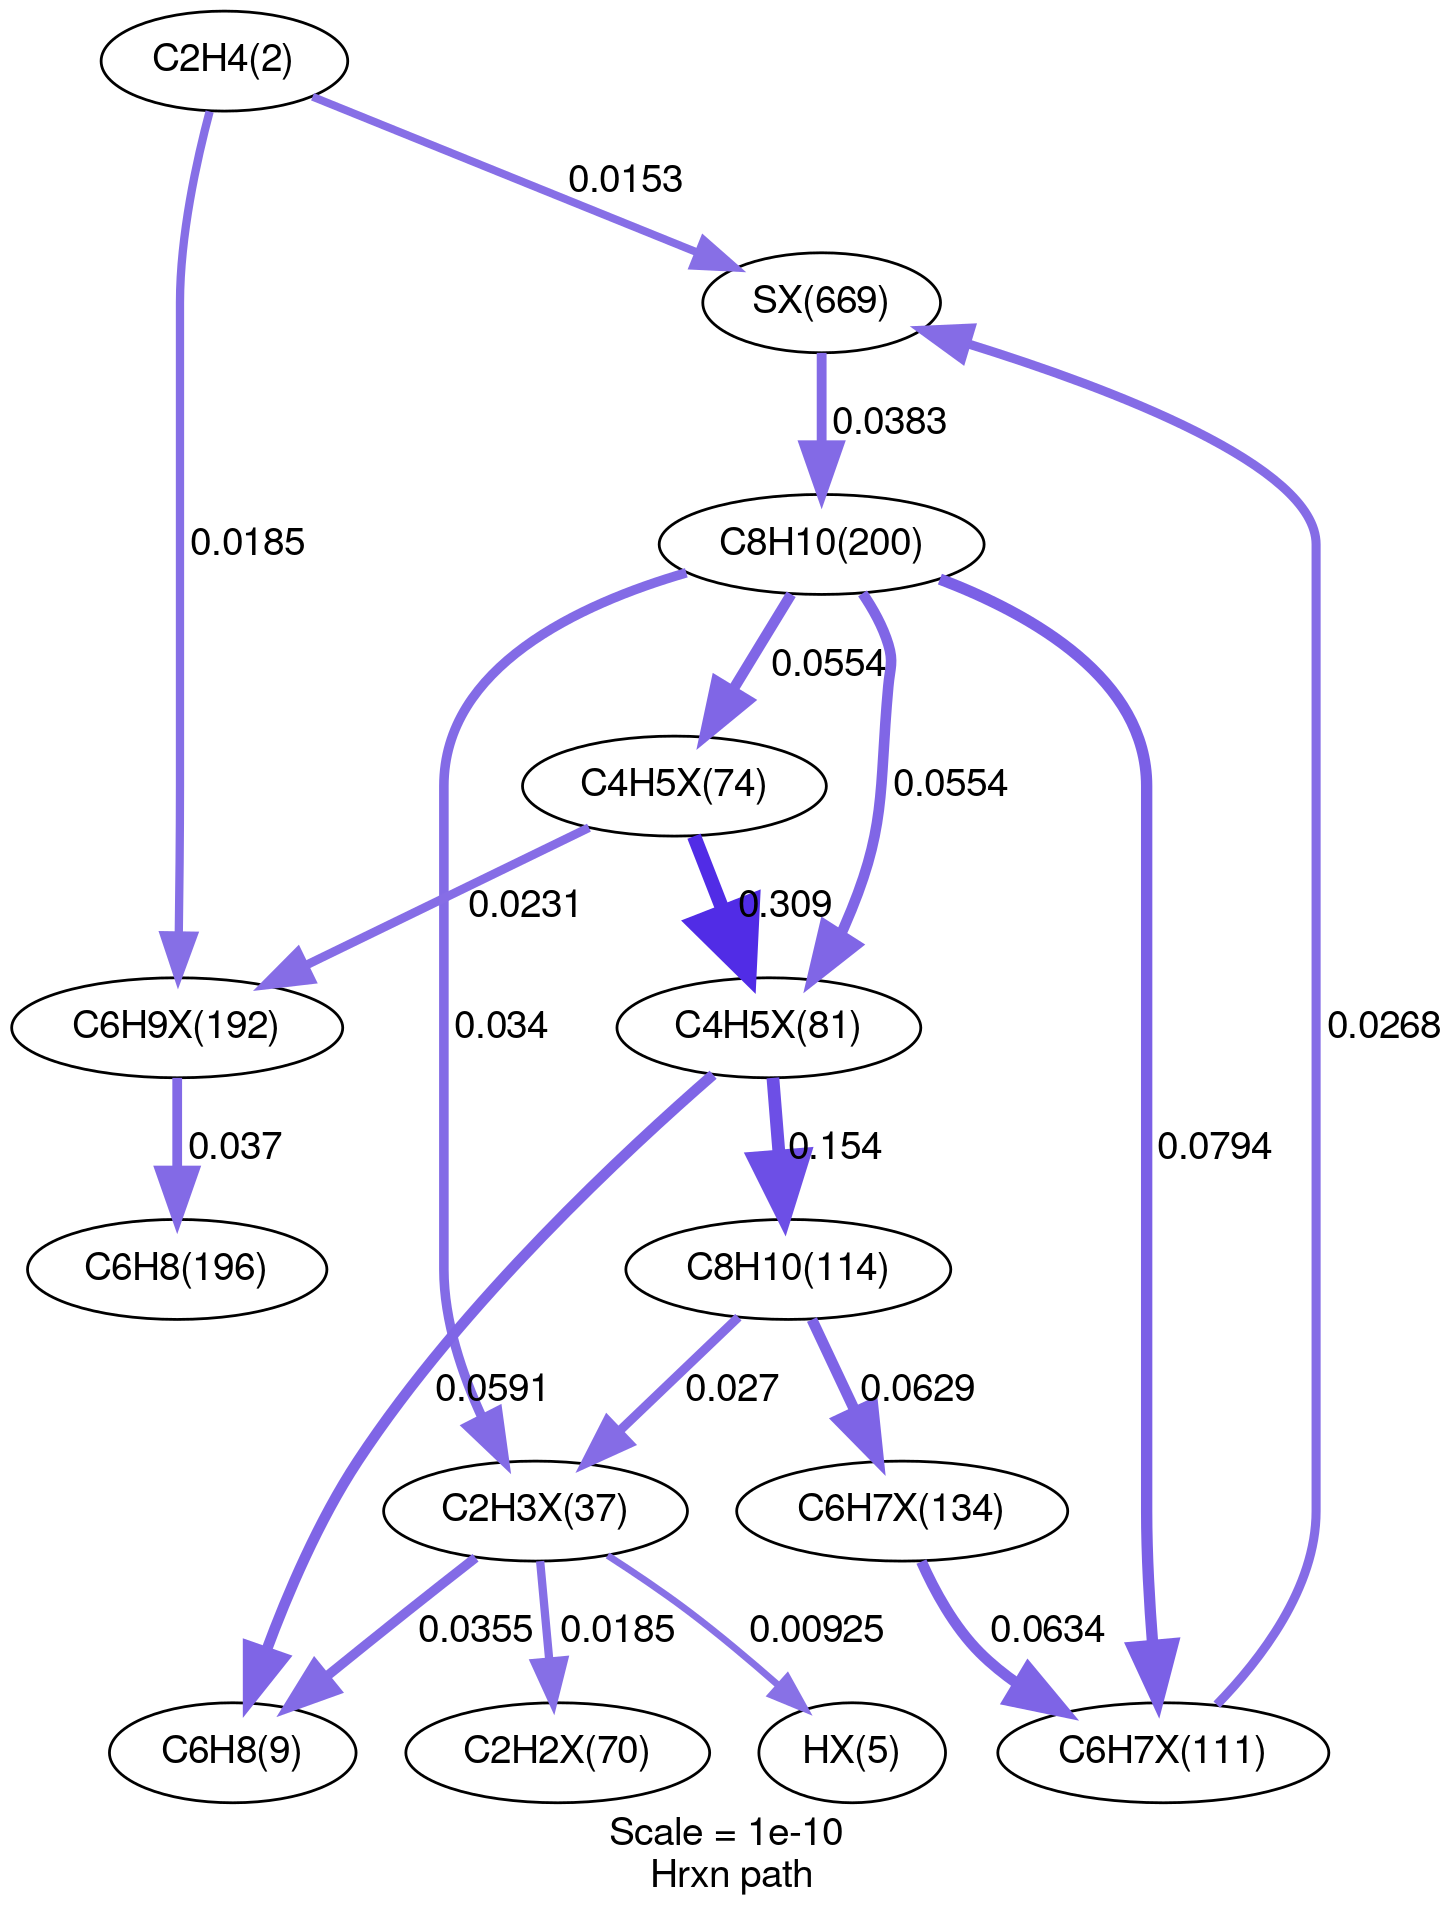 C2H4(2)
0.0153
SX(669)
0.0383
C8H10(200)
0.0185
0.0554
C4H5X(74)
0.0554
0.0231
0.309
C6H9X(192)
0.034
C4H5X(81)
0.0268
0.037
0.154
0.0794
C6H8(196)
C8H10(114)
0.0591
0.027
0.0629
C2H3X(37)
C6H7X(134)
0.0355
0.0185
0.00925
0.0634
C6H8(9)
C2H2X(70)
HX(5)
C6H7X(111)
Scale = 1e-10
Hrxn path